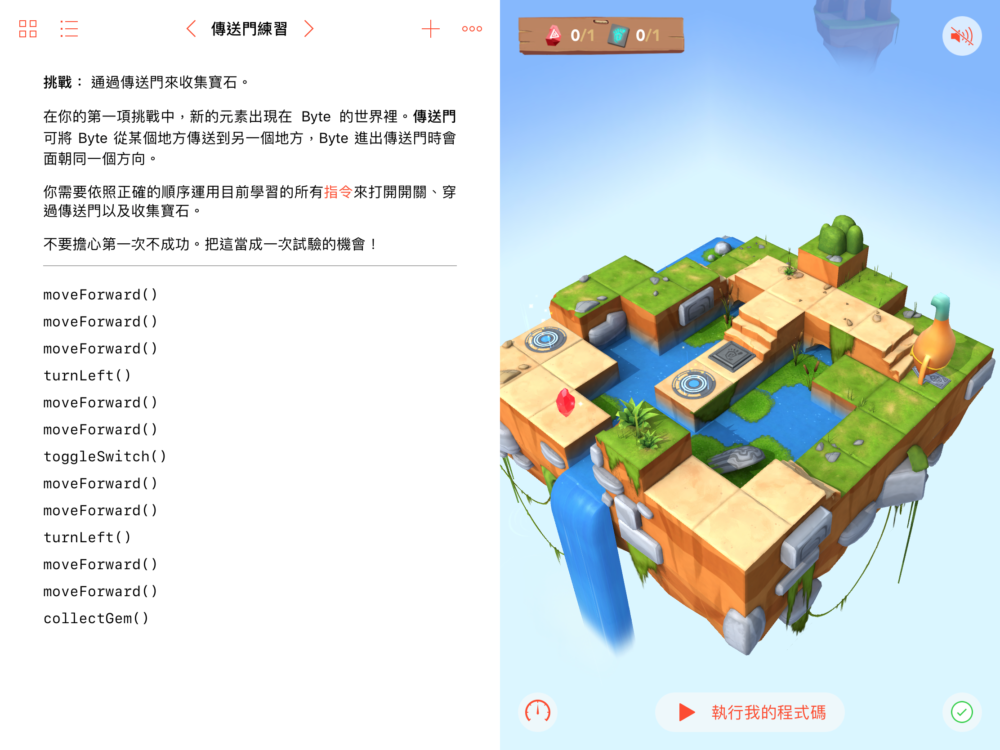 傳送門練習
挑戰： 通過傳送門來收集寶石。
在你的第一項挑戰中，新的元素出現在 Byte 的世界裡。傳送門
可將 Byte 從某個地方傳送到另一個地方，Byte 進出傳送門時會
面朝同一個方向。
你需要依照正確的順序運用目前學習的所有指令來打開開關、穿
過傳送門以及收集寶石。
不要擔心第一次不成功。把這當成一次試驗的機會！
moveForward()
moveForward()
moveForward()
turnLeft()
moveForward()
moveForward()
toggleSwitch()
moveForward()
moveForward()
turnLeft()
moveForward()
moveForward()
collectGem()
0/1 0/1
執行我的程式碼